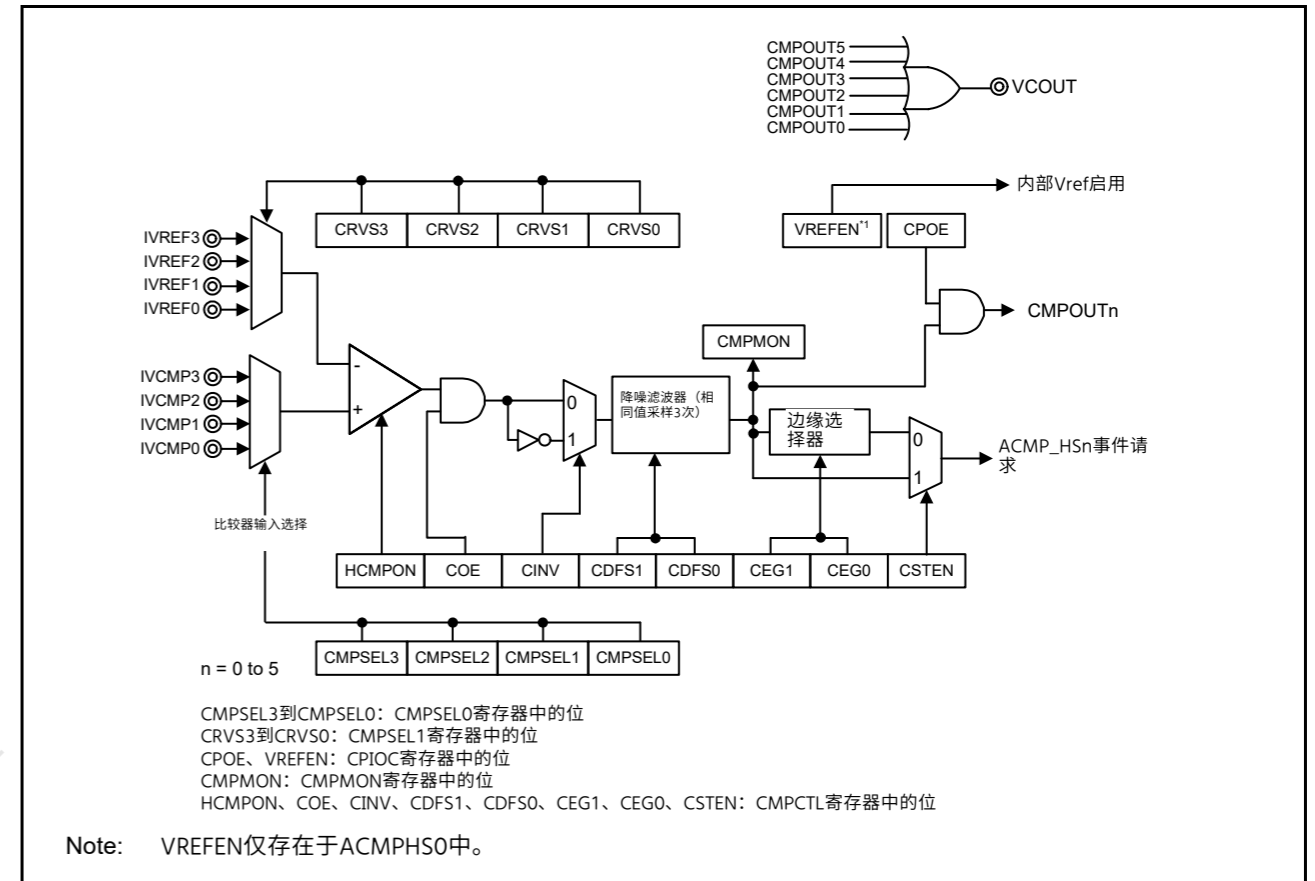 CMPOUT5
CMPOUT4
CMPOUT3
CMPOUT2
CMPOUT1
CMPOUT0
VCOUT
内部Vref启用
CRVS3 CRVS2 CRVS1 CRVS0
VREFEN*1 CPOE
IVREF3
IVREF2
IVREF1
IVREF0
CMPOUTn
CMPMON
IVCMP3
IVCMP2
IVCMP1
IVCMP0
-
+
0
1
降噪滤波器（相
同值采样3次）
边缘选
择器
0
1
ACMP_HSn事件请
求
比较器输入选择
HCMPON COE CINV CDFS1 CDFS0 CEG1 CEG0 CSTEN
CMPSEL3 CMPSEL2 CMPSEL1 CMPSEL0
n = 0 to 5
CMPSEL3到CMPSEL0：CMPSEL0寄存器中的位
CRVS3到CRVS0：CMPSEL1寄存器中的位
CPOE、VREFEN：CPIOC寄存器中的位
CMPMON：CMPMON寄存器中的位
HCMPON、COE、CINV、CDFS1、CDFS0、CEG1、CEG0、CSTEN：CMPCTL寄存器中的位
Note: VREFEN仅存在于ACMPHS0中。